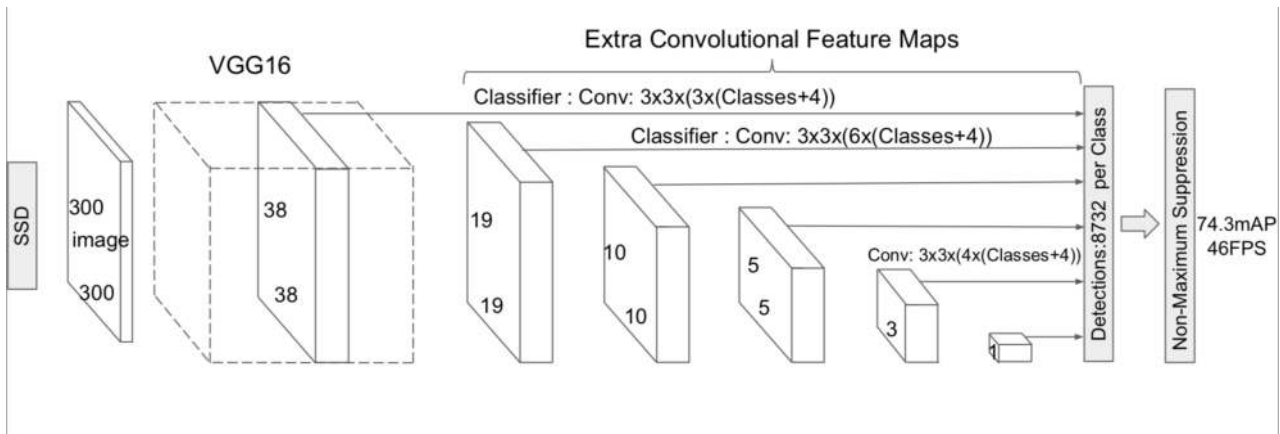 Extra Convolutional Feature Maps
VGG16
Classifier : Conv: 3x3x(3x(Classes+4))
Classifier : Conv: 3x3x(6x(Classes+4))
SSD
300
image
300
38
38
19
19
10
10
5
5
Conv: 3x3x(4x(Classes+4))
3
1
Detections:8732 per Class
Non-Maximum Suppression
74.3mAP
46FPS